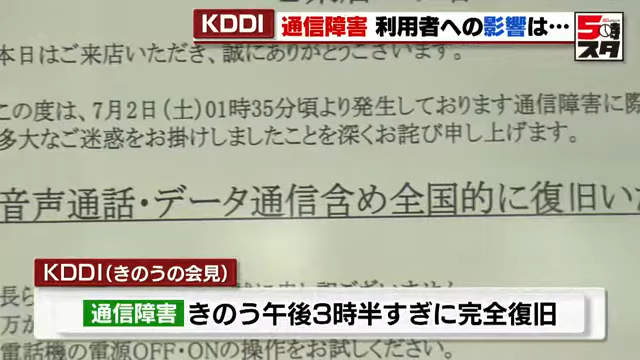 KDDI 通信障害 利用者への影響は…
5時スタ
本日はご来店いただき、誠にありがとうございます。
この度は、7月2日(土)01時35分頃より発生しております通信障害に際
多大なご迷惑をお掛けしましたことを深くお詫び申し上げます。
音声通話・データ通信含め全国的に復旧いた
KDDI(きのうの会見)
通信障害 きのう午後3時半すぎに完全復旧
電話機の電源OFF・ONの操作をお試しください。